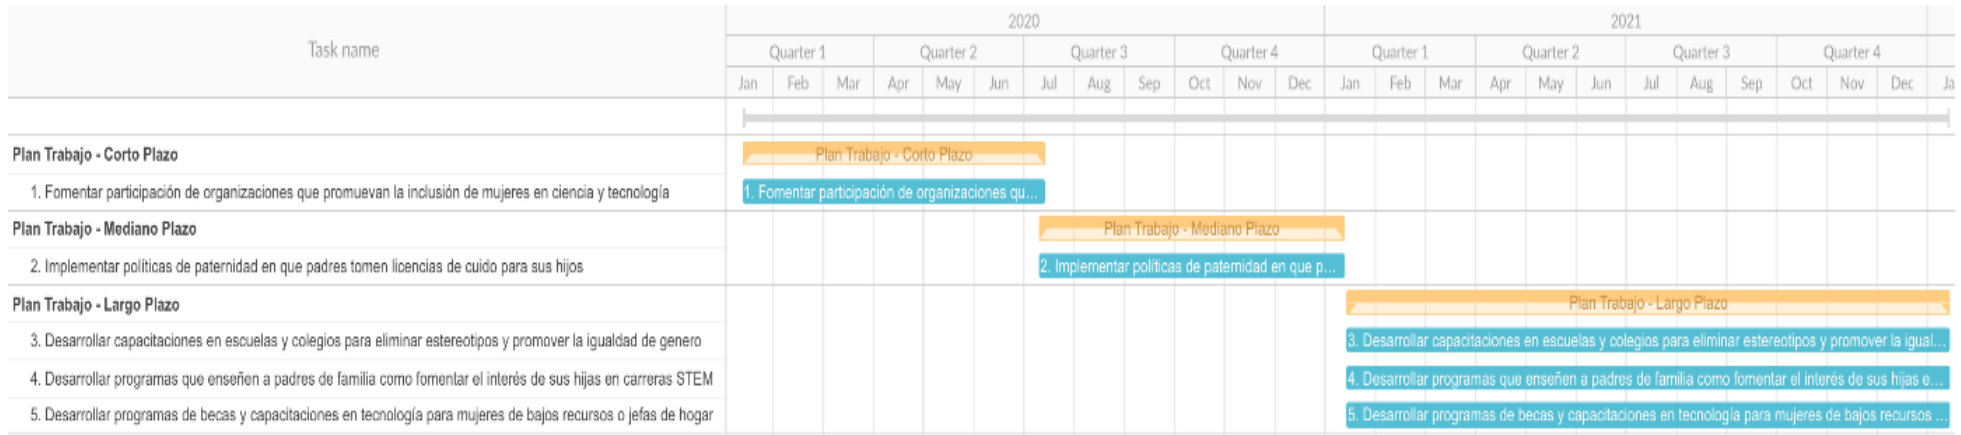 Task name
2020 2021
Quarter 1 Quarter 2 Quarter 3 Quarter 4 Quarter 1 Quarter 2 Quarter 3 Quarter 4
Jan Feb Mar Apr May Jun Jul Aug Sep Oct Nov Dec Jan Feb Mar Apr May Jun Jul Aug Sep Oct Nov Dec Ja
Plan Trabajo - Corto Plazo Plan Trabajo - Corto Plazo
1. Fomentar participación de organizaciones que promuevan la inclusión de mujeres en ciencia y tecnología 1. Fomentar participación de organizaciones qu...
Plan Trabajo - Mediano Plazo Plan Trabajo - Mediano Plazo
2. Implementar políticas de paternidad en que padres tomen licencias de cuido para sus hijos 2. Implementar políticas de paternidad en que p...
Plan Trabajo - Largo Plazo Plan Trabajo - Largo Plazo
3. Desarrollar capacitaciones en escuelas y colegios para eliminar estereotipos y promover la igualdad de genero 3. Desarrollar capacitaciones en escuelas y colegios para eliminar estereotipos y promover la igual...
4. Desarrollar programas que enseñen a padres de familia como fomentar el interés de sus hijas en carreras STEM 4. Desarrollar programas que enseñen a padres de familia como fomentar el interés de sus hijas e...
5. Desarrollar programas de becas y capacitaciones en tecnología para mujeres de bajos recursos o jefas de hogar 5. Desarrollar programas de becas y capacitaciones en tecnología para mujeres de bajos recursos ...